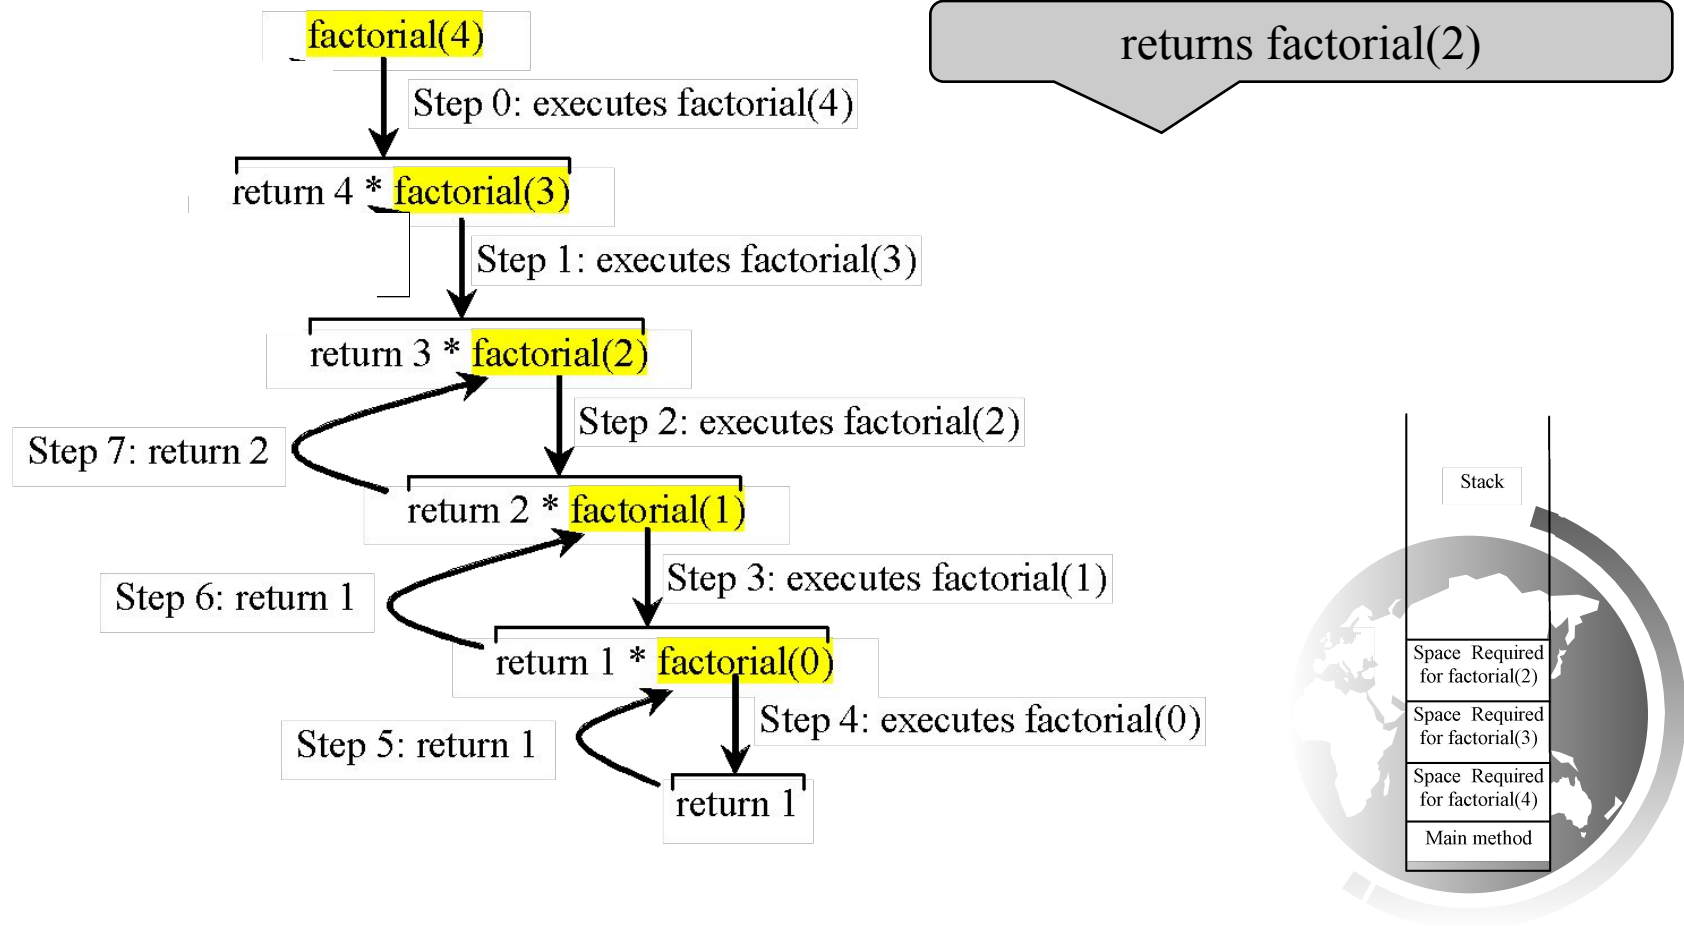 factorial(4)
returns factorial(2)
Step 0: executes factorial(4)
return 4 * factorial(3)
Step 1: executes factorial(3)
return 3 * factorial(2)
Step 2: executes factorial(2)
Step 7: return 2
return 2 * factorial(1)
Step 3: executes factorial(1)
Step 6: return 1
return 1 * factorial(0)
Step 4: executes factorial(0)
Step 5: return 1
return 1
Stack
Space Required
for factorial(2)
Space Required
for factorial(3)
Space Required
for factorial(4)
Main method